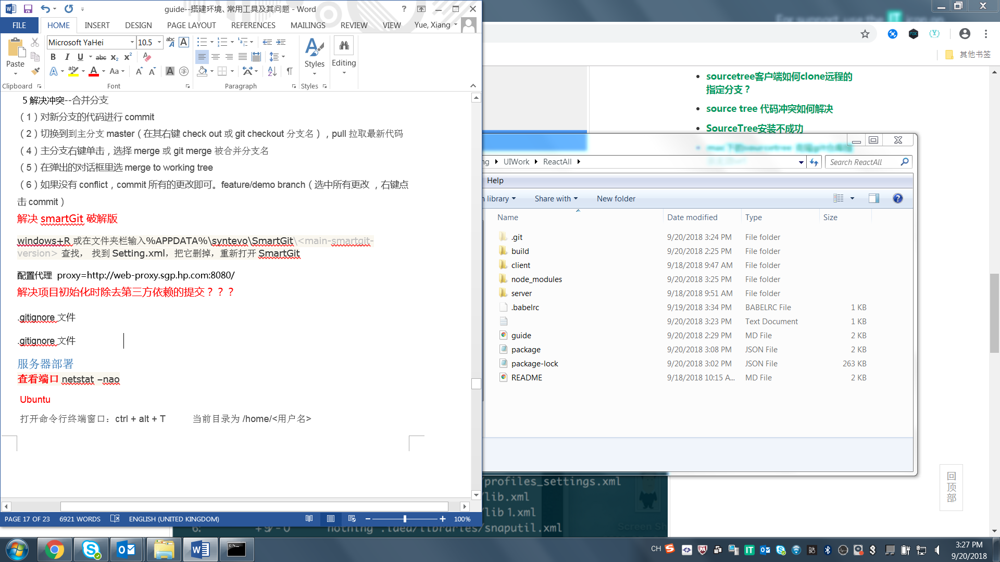 guide--搭建环境、常用工具及其问题 - Word
FILE HOME INSERT DESIGN PAGE LAYOUT REFERENCES MAILINGS REVIEW VIEW Yue, Xiang
Microsoft YaHei 10.5
Paste
Styles
Editing
Clipboard Font Paragraph Styles
5 解决冲突--合并分支
（1）对新分支的代码进行 commit
（2）切换到到主分支 master（在其右键 check out 或 git checkout 分支名），pull 拉取最新代码
（4）主分支右键单击，选择 merge 或 git merge 被合并分支名
（5）在弹出的对话框里选 merge to working tree
（6）如果没有 conflict，commit 所有的更改即可。feature/demo branch（选中所有更改 ，右键点
击 commit）
解决 smartGit 破解版
windows+R 或在文件夹栏输入%APPDATA%\syntevo\SmartGit\<main-smartgit-
version> 查找， 找到 Setting.xml，把它删掉，重新打开 SmartGit
配置代理 proxy=http://web-proxy.sgp.hp.com:8080/
解决项目初始化时除去第三方依赖的提交？？？
.gitignore 文件
.gitignore 文件
服务器部署
查看端口 netstat –nao
Ubuntu
打开命令行终端窗口：ctrl + alt + T 当前目录为 /home/<用户名>
PAGE 17 OF 23 6921 WORDS ENGLISH (UNITED KINGDOM) 100%
For support, use the IT icon on
其他书签
sourcetree客户端如何clone远程的
指定分支？
source tree 代码冲突如何解决
SourceTree安装不成功
ng UIWork ReactAll Search ReactAll
Help
library Share with New folder
Name Date modified Type Size
.git 9/20/2018 3:24 PM File folder
build 9/20/2018 2:25 PM File folder
client 9/18/2018 9:47 AM File folder
node_modules 9/20/2018 3:25 PM File folder
server 9/18/2018 9:51 AM File folder
.babelrc 9/19/2018 3:34 PM BABELRC File 1 KB
9/20/2018 3:23 PM Text Document 1 KB
guide 9/20/2018 2:29 PM MD File 2 KB
package 9/20/2018 3:08 PM JSON File 2 KB
package-lock 9/20/2018 3:02 PM JSON File 263 KB
README 9/18/2018 10:15 A... MD File 2 KB
回
顶
部
/profiles_settings.xml
/lib.xml
/lib 1.xml
6: nothing .idea/libraries/snaputil.xml
Screen Sh
CH
3:27 PM
9/20/2018